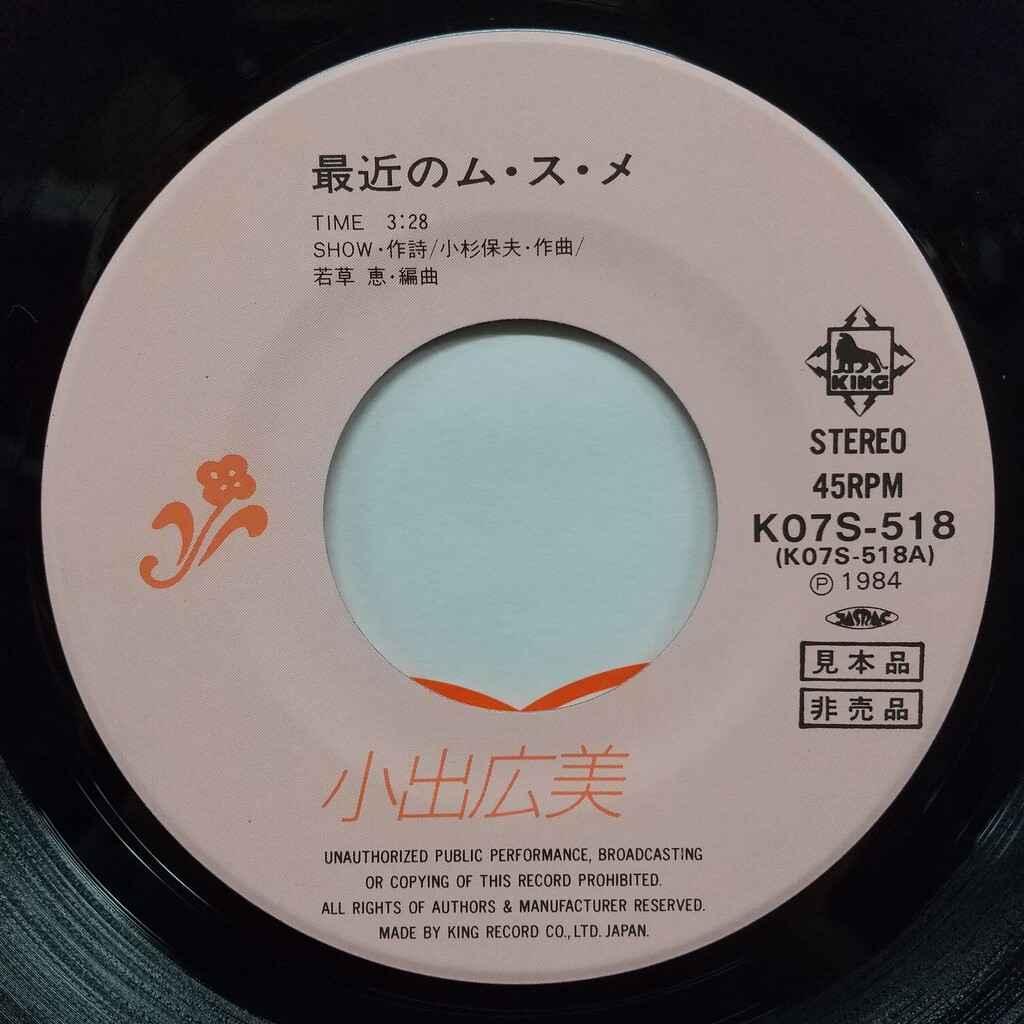 最近のム・ス・メ
TIME 3:28
SHOW・作詩/小杉保夫・作曲/
若草 恵・編曲
KING
STEREO
45RPM
K07S-518
(K07S-518A)
Ⓟ 1984
JASRAC
見本品
非売品
小出広美
UNAUTHORIZED PUBLIC PERFORMANCE, BROADCASTING
OR COPYING OF THIS RECORD PROHIBITED.
ALL RIGHTS OF AUTHORS & MANUFACTURER RESERVED.
MADE BY KING RECORD CO., LTD. JAPAN.